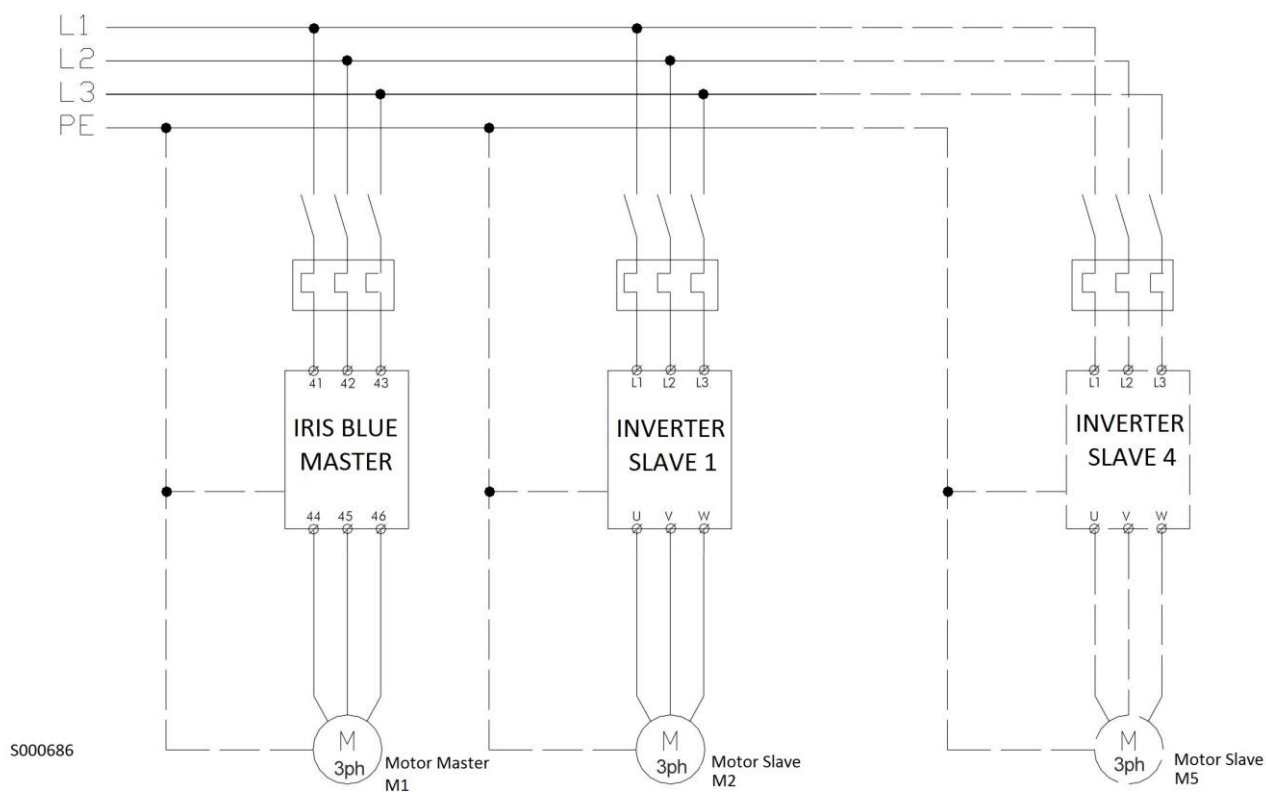 L1
L2
L3
PE
41 42 43
L1 L2 L3
L1 L2 L3
IRIS BLUE
MASTER
INVERTER
SLAVE 1
INVERTER
SLAVE 4
44 45 46
U V W
U V W
M
3ph
Motor Master
M1
M
3ph
Motor Slave
M2
M
3ph
Motor Slave
M5
S000686